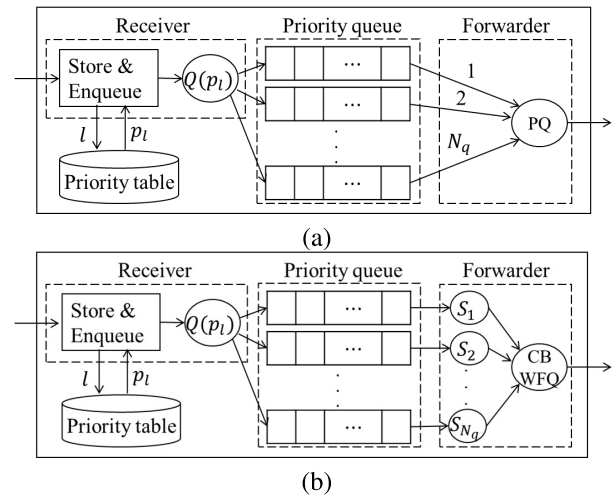 Receiver Priority queue Forwarder
Store &
Enqueue
Q(p_l)
...
1
...
2
PQ
l p_l
N_q
Priority table
...
(a)
Receiver Priority queue Forwarder
Store &
Enqueue
Q(p_l)
...
S_1
...
S_2
CB
WFQ
l p_l
Priority table
...
S_{N_q}
(b)